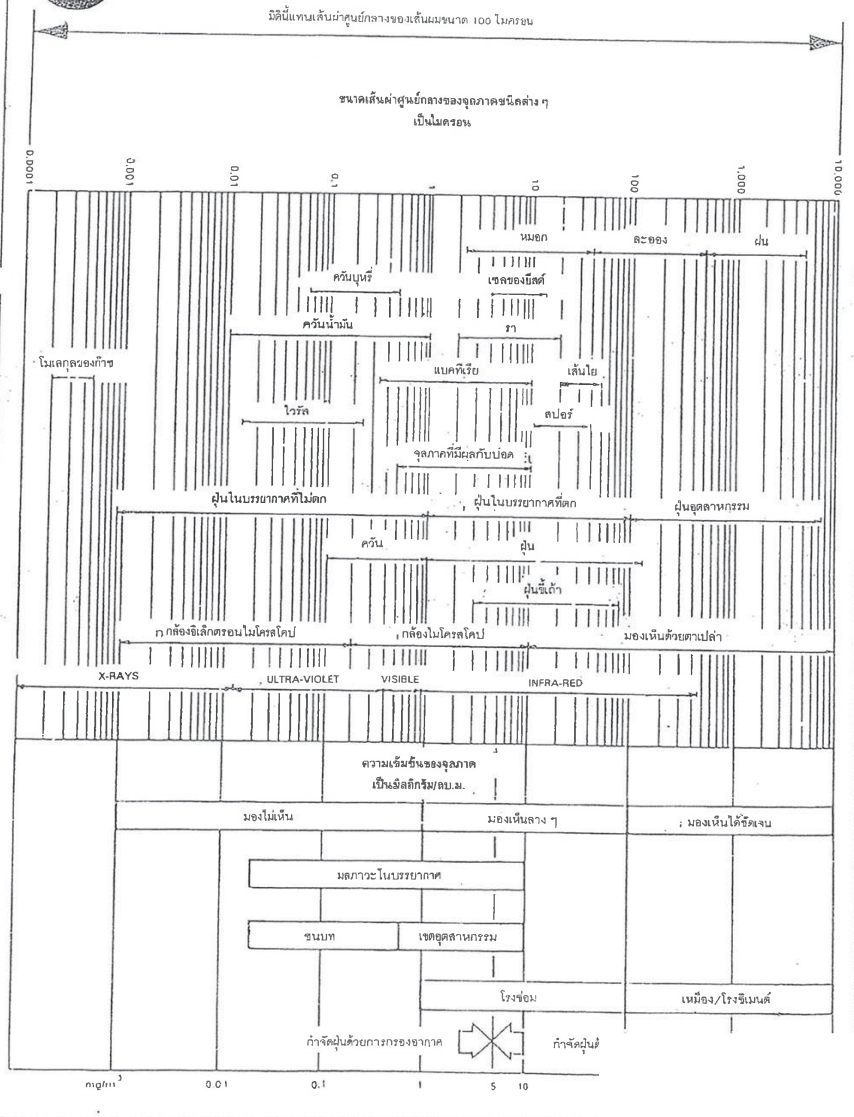 มิตินี้แทนเส้นผ่าศูนย์กลางของเส้นผมขนาด 100 ไมครอน
ขนาดเส้นผ่าศูนย์กลางของจุลภาคชนิดต่าง ๆ
เป็นไมครอน
0.0001 0.001 0.01 0.1 1 10 100 1,000 10,000
หมอก ละออง ฝน
ควันบุหรี่ เซลของยีสต์
ควันน้ำมัน รา
โมเลกุลของก๊าซ แบคทีเรีย เส้นใย
ไวรัส สปอร์
จุลภาคที่มีผลกับปอด
ฝุ่นในบรรยากาศที่ไม่ตก ฝุ่นในบรรยากาศที่ตก ฝุ่นอุตสาหกรรม
ควัน ฝุ่น
ฝุ่นขี้เถ้า
กล้องอิเล็กตรอนไมโครสโคป กล้องไมโครสโคป มองเห็นด้วยตาเปล่า
X-RAYS ULTRA-VIOLET VISIBLE INFRA-RED
ความเข้มข้นของจุลภาค
เป็นมิลลิกรัม/ลบ.ม.
มองไม่เห็น มองเห็นลาง ๆ มองเห็นได้ชัดเจน
มลภาวะในบรรยากาศ
ชนบท เขตอุตสาหกรรม
โรงซ่อม เหมือง/โรงซิเมนต์
กำจัดฝุ่นด้วยการกรองอากาศ กำจัดฝุ่นด้
mg/m³ 0.01 0.1 1 5 10